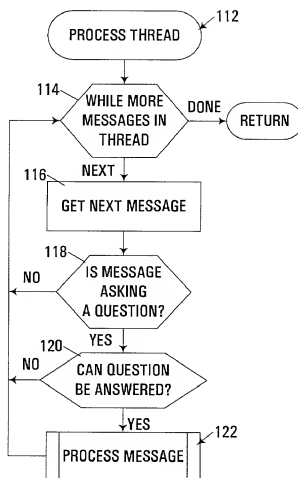 PROCESS THREAD
112
114
WHILE MORE
MESSAGES IN
THREAD
DONE
RETURN
NEXT
116
GET NEXT MESSAGE
118
IS MESSAGE
ASKING
A QUESTION?
NO
YES
120
CAN QUESTION
BE ANSWERED?
NO
YES
PROCESS MESSAGE
122